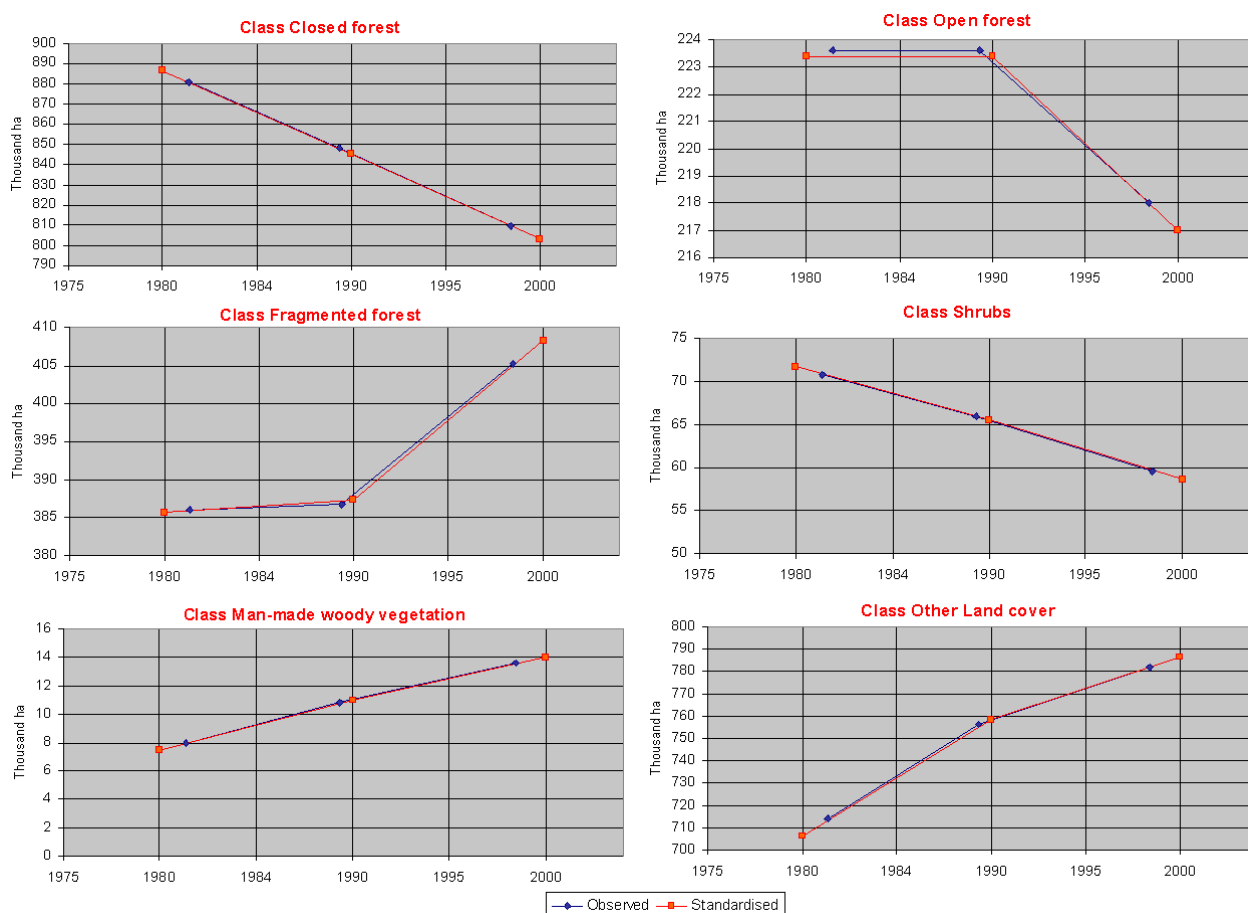 Class Closed forest
Thousand ha
900
890
880
870
860
850
840
830
820
810
800
790
1975 1980 1984 1990 1995 2000
Class Open forest
Thousand ha
224
223
222
221
220
219
218
217
216
1975 1980 1984 1990 1995 2000
Class Fragmented forest
Thousand ha
410
405
400
395
390
385
380
1975 1980 1984 1990 1995 2000
Class Shrubs
Thousand ha
75
70
65
60
55
50
1975 1980 1984 1990 1995 2000
Class Man-made woody vegetation
Thousand ha
16
14
12
10
8
6
4
2
0
1975 1980 1984 1990 1995 2000
Class Other Land cover
Thousand ha
800
790
780
770
760
750
740
730
720
710
700
1975 1980 1984 1990 1995 2000
Observed Standardised